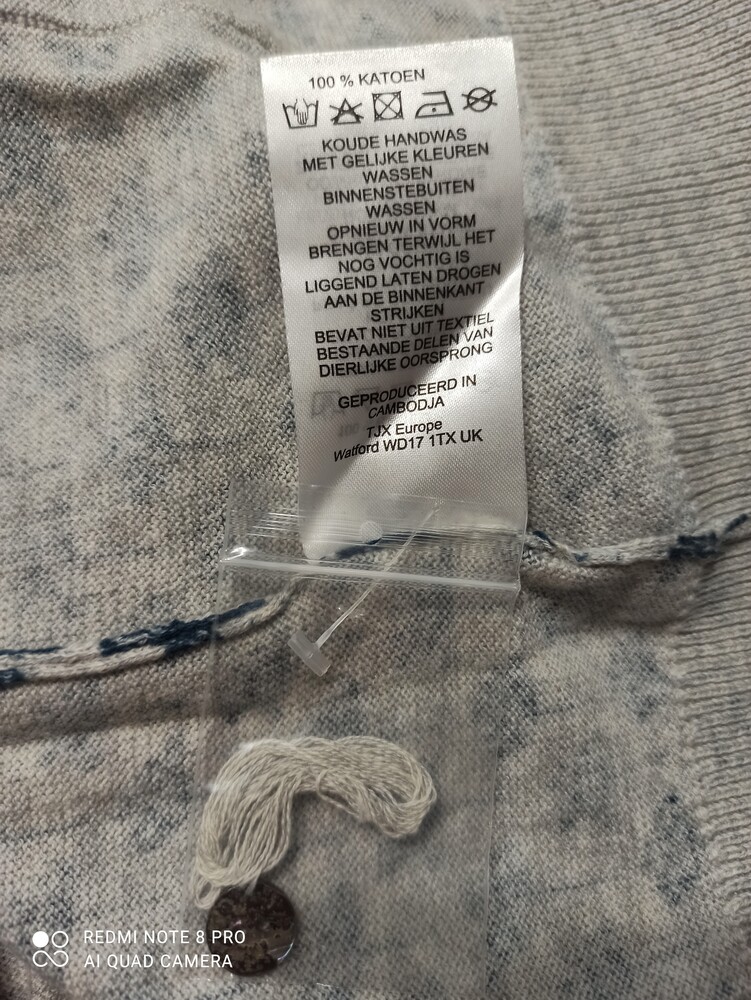 100 % KATOEN
KOUDE HANDWAS
MET GELIJKE KLEUREN
WASSEN
BINNENSTEBUITEN
WASSEN
OPNIEUW IN VORM
BRENGEN TERWIJL HET
NOG VOCHTIG IS
LIGGEND LATEN DROGEN
AAN DE BINNENKANT
STRIJKEN
BEVAT NIET UIT TEXTIEL
BESTAANDE DELEN VAN
DIERLIJKE OORSPRONG
GEPRODUCEERD IN
CAMBODJA
TJX Europe
Watford WD17 1TX UK
REDMI NOTE 8 PRO
AI QUAD CAMERA